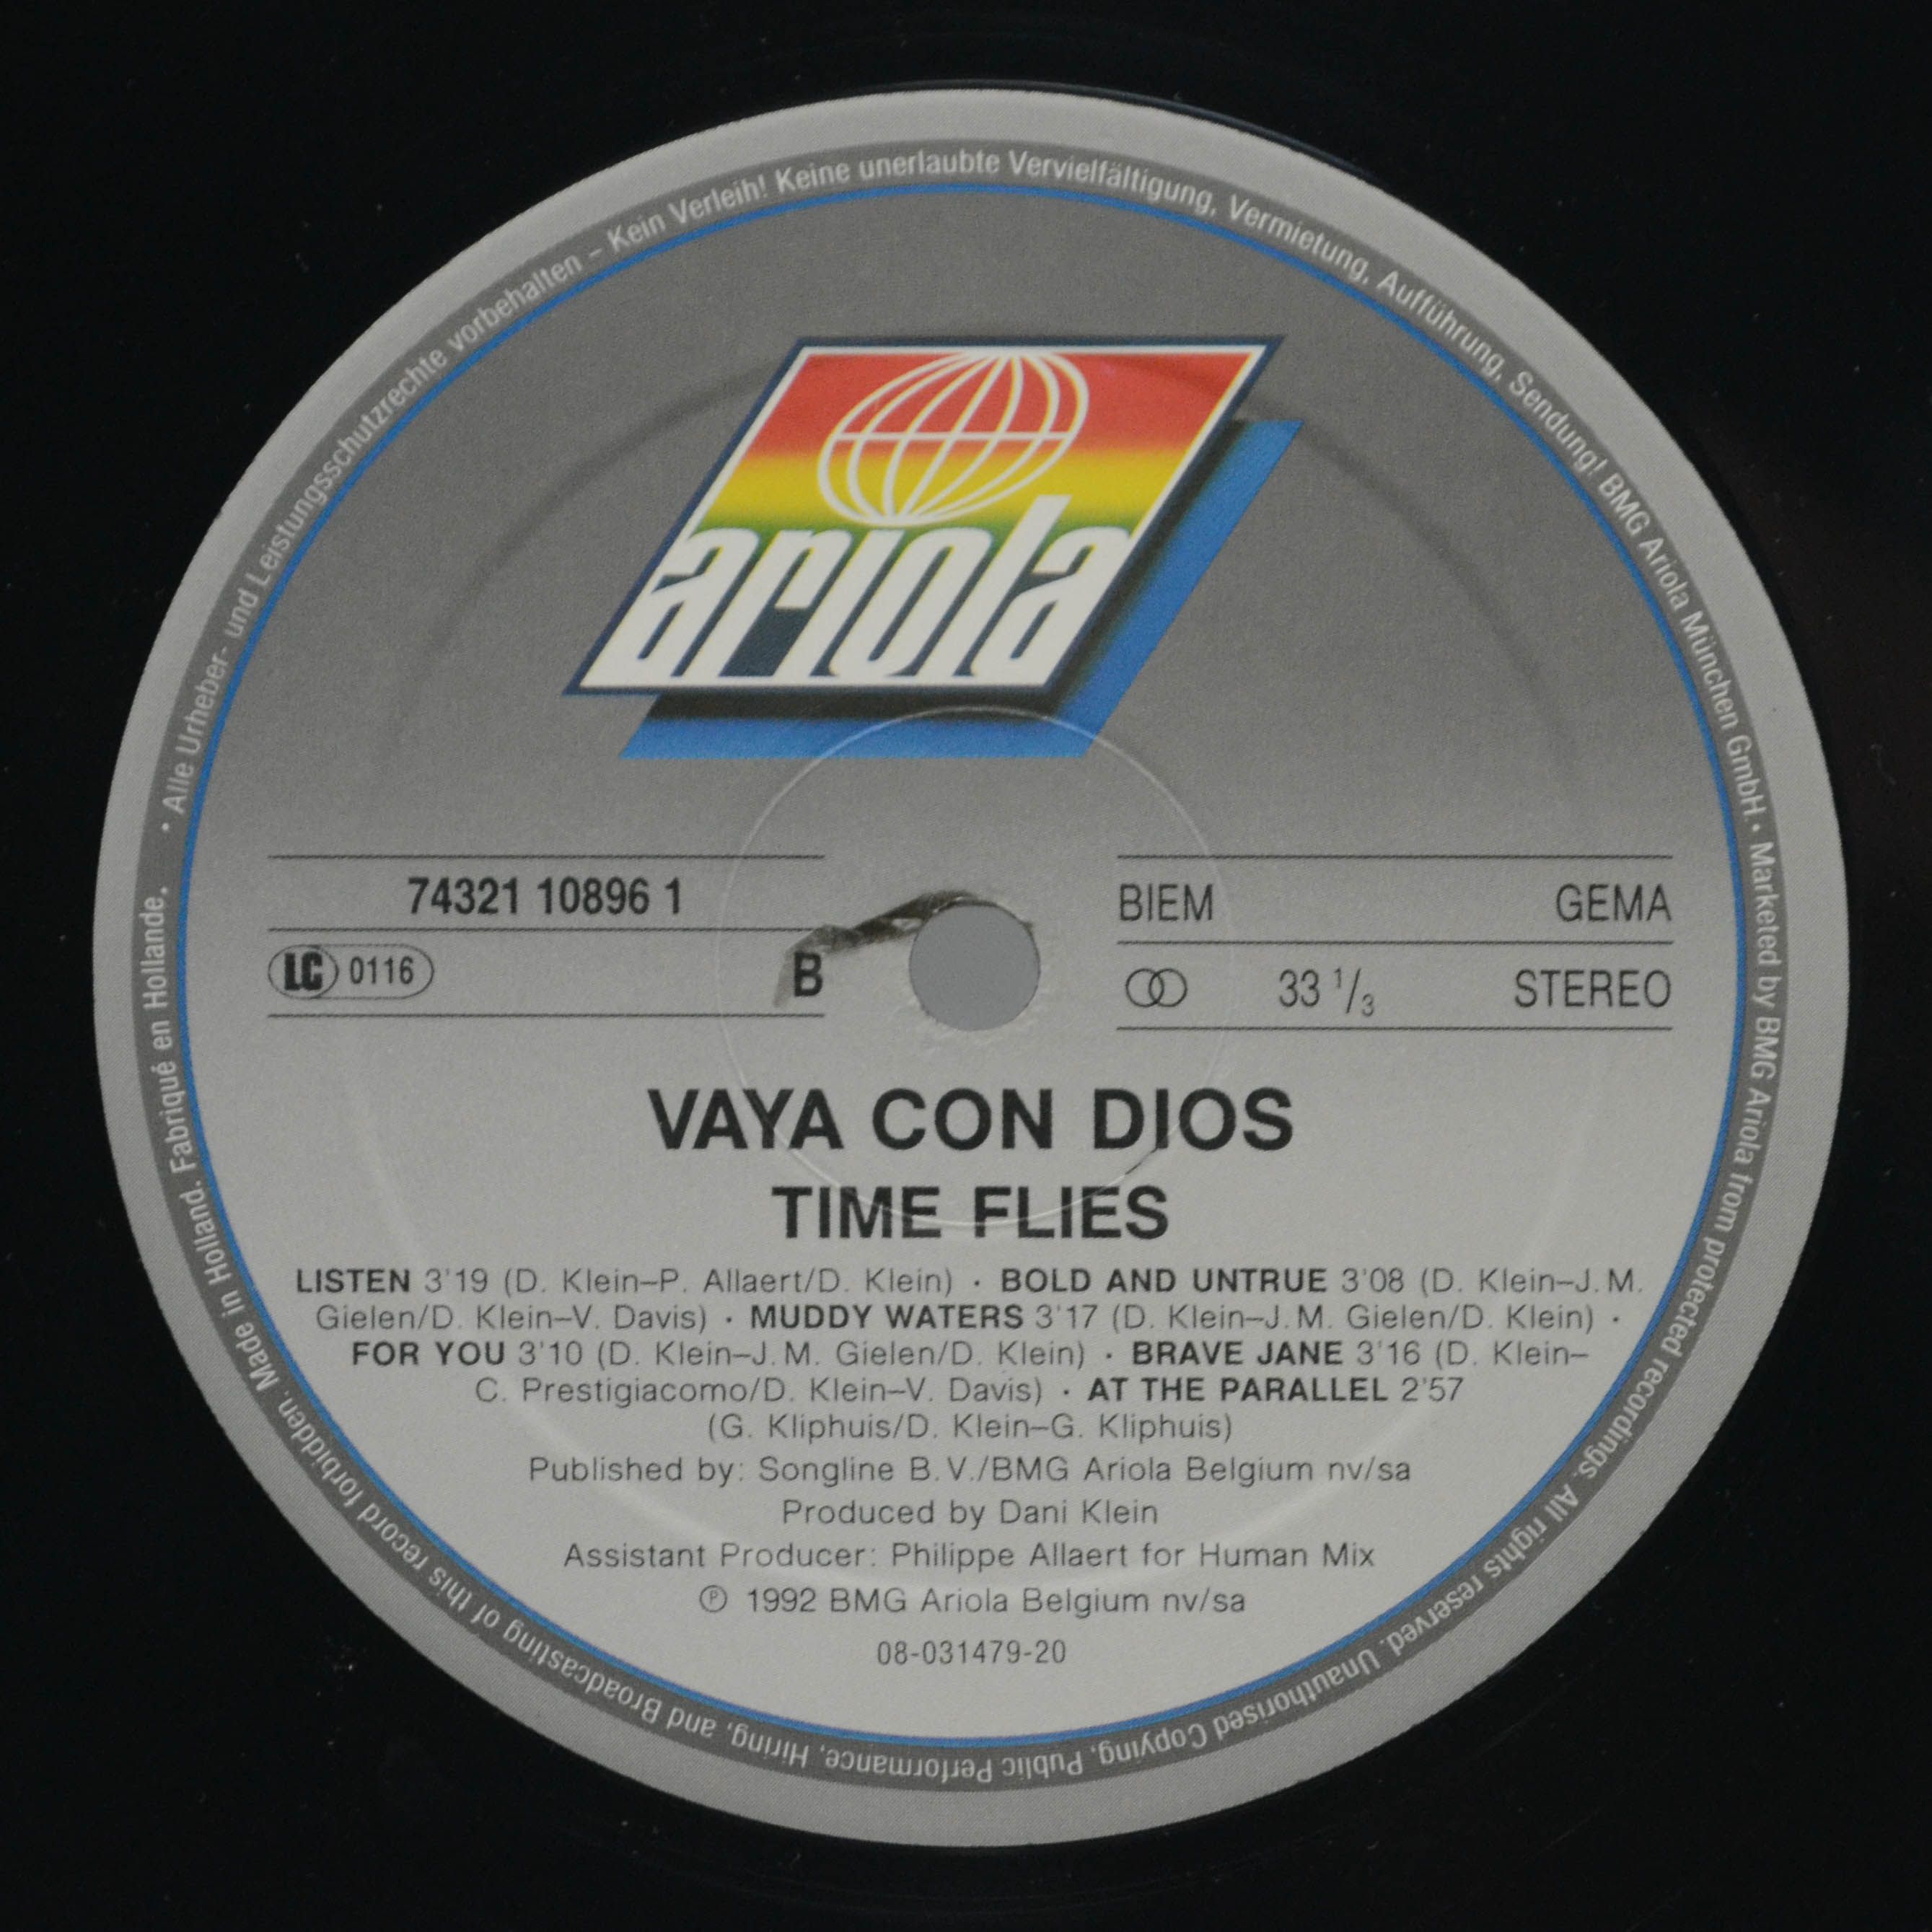 • Alle Urheber- und Leistungsschutzrechte vorbehalten – Kein Verleih! Keine unerlaubte Vervielfältigung, Vermietung, Aufführung, Sendung! BMG Ariola München GmbH • Marketed by BMG Ariola from protected recordings. All rights reserved. Unauthorised Copying, Public Performance, Hiring, and Broadcasting of this record forbidden. Made in Holland. Fabriqué en Hollande.
ariola
74321 10896 1
LC 0116
B
BIEM GEMA
33 1/3 STEREO
VAYA CON DIOS
TIME FLIES
LISTEN 3'19 (D. Klein–P. Allaert/D. Klein) · BOLD AND UNTRUE 3'08 (D. Klein–J.M.
Gielen/D. Klein–V. Davis) · MUDDY WATERS 3'17 (D. Klein–J.M. Gielen/D. Klein) ·
FOR YOU 3'10 (D. Klein–J.M. Gielen/D. Klein) · BRAVE JANE 3'16 (D. Klein–
C. Prestigiacomo/D. Klein–V. Davis) · AT THE PARALLEL 2'57
(G. Kliphuis/D. Klein–G. Kliphuis)
Published by: Songline B.V./BMG Ariola Belgium nv/sa
Produced by Dani Klein
Assistant Producer: Philippe Allaert for Human Mix
℗ 1992 BMG Ariola Belgium nv/sa
08-031479-20